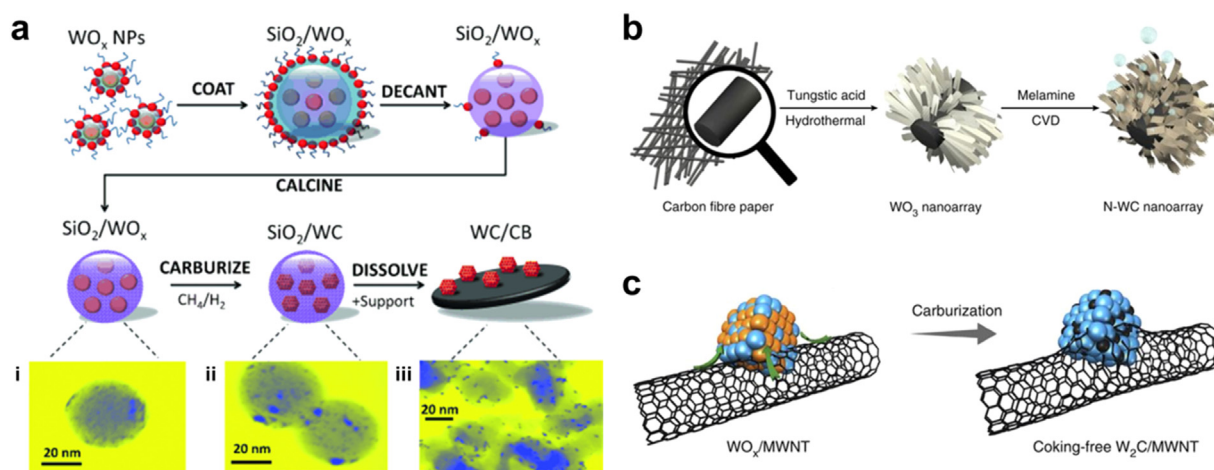 a
WOₓ NPs
SiO₂/WOₓ
SiO₂/WOₓ
COAT
DECANT
CALCINE
SiO₂/WOₓ
SiO₂/WC
WC/CB
CARBURIZE
CH₄/H₂
DISSOLVE
+Support
i
20 nm
ii
20 nm
iii
20 nm
b
Tungstic acid
Hydrothermal
Melamine
CVD
Carbon fibre paper
WO₃ nanoarray
N-WC nanoarray
c
Carburization
WOₓ/MWNT
Coking-free W₂C/MWNT